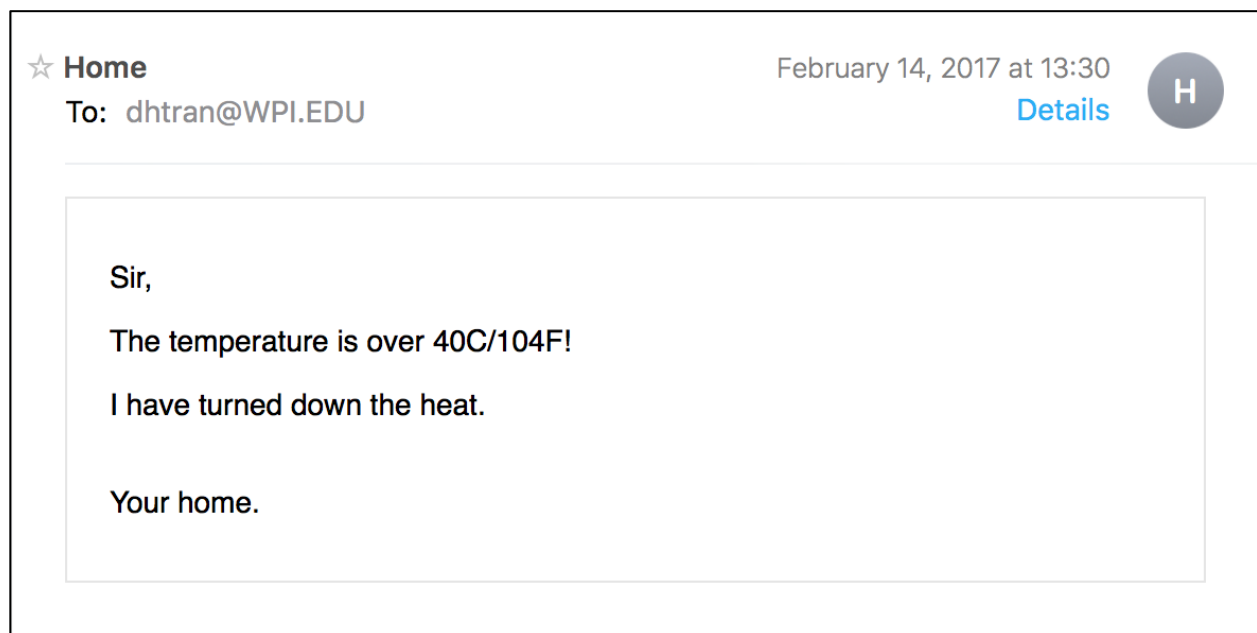 Home
February 14, 2017 at 13:30
To: dhtran@WPI.EDU
Details
H
Sir,
The temperature is over 40C/104F!
I have turned down the heat.
Your home.